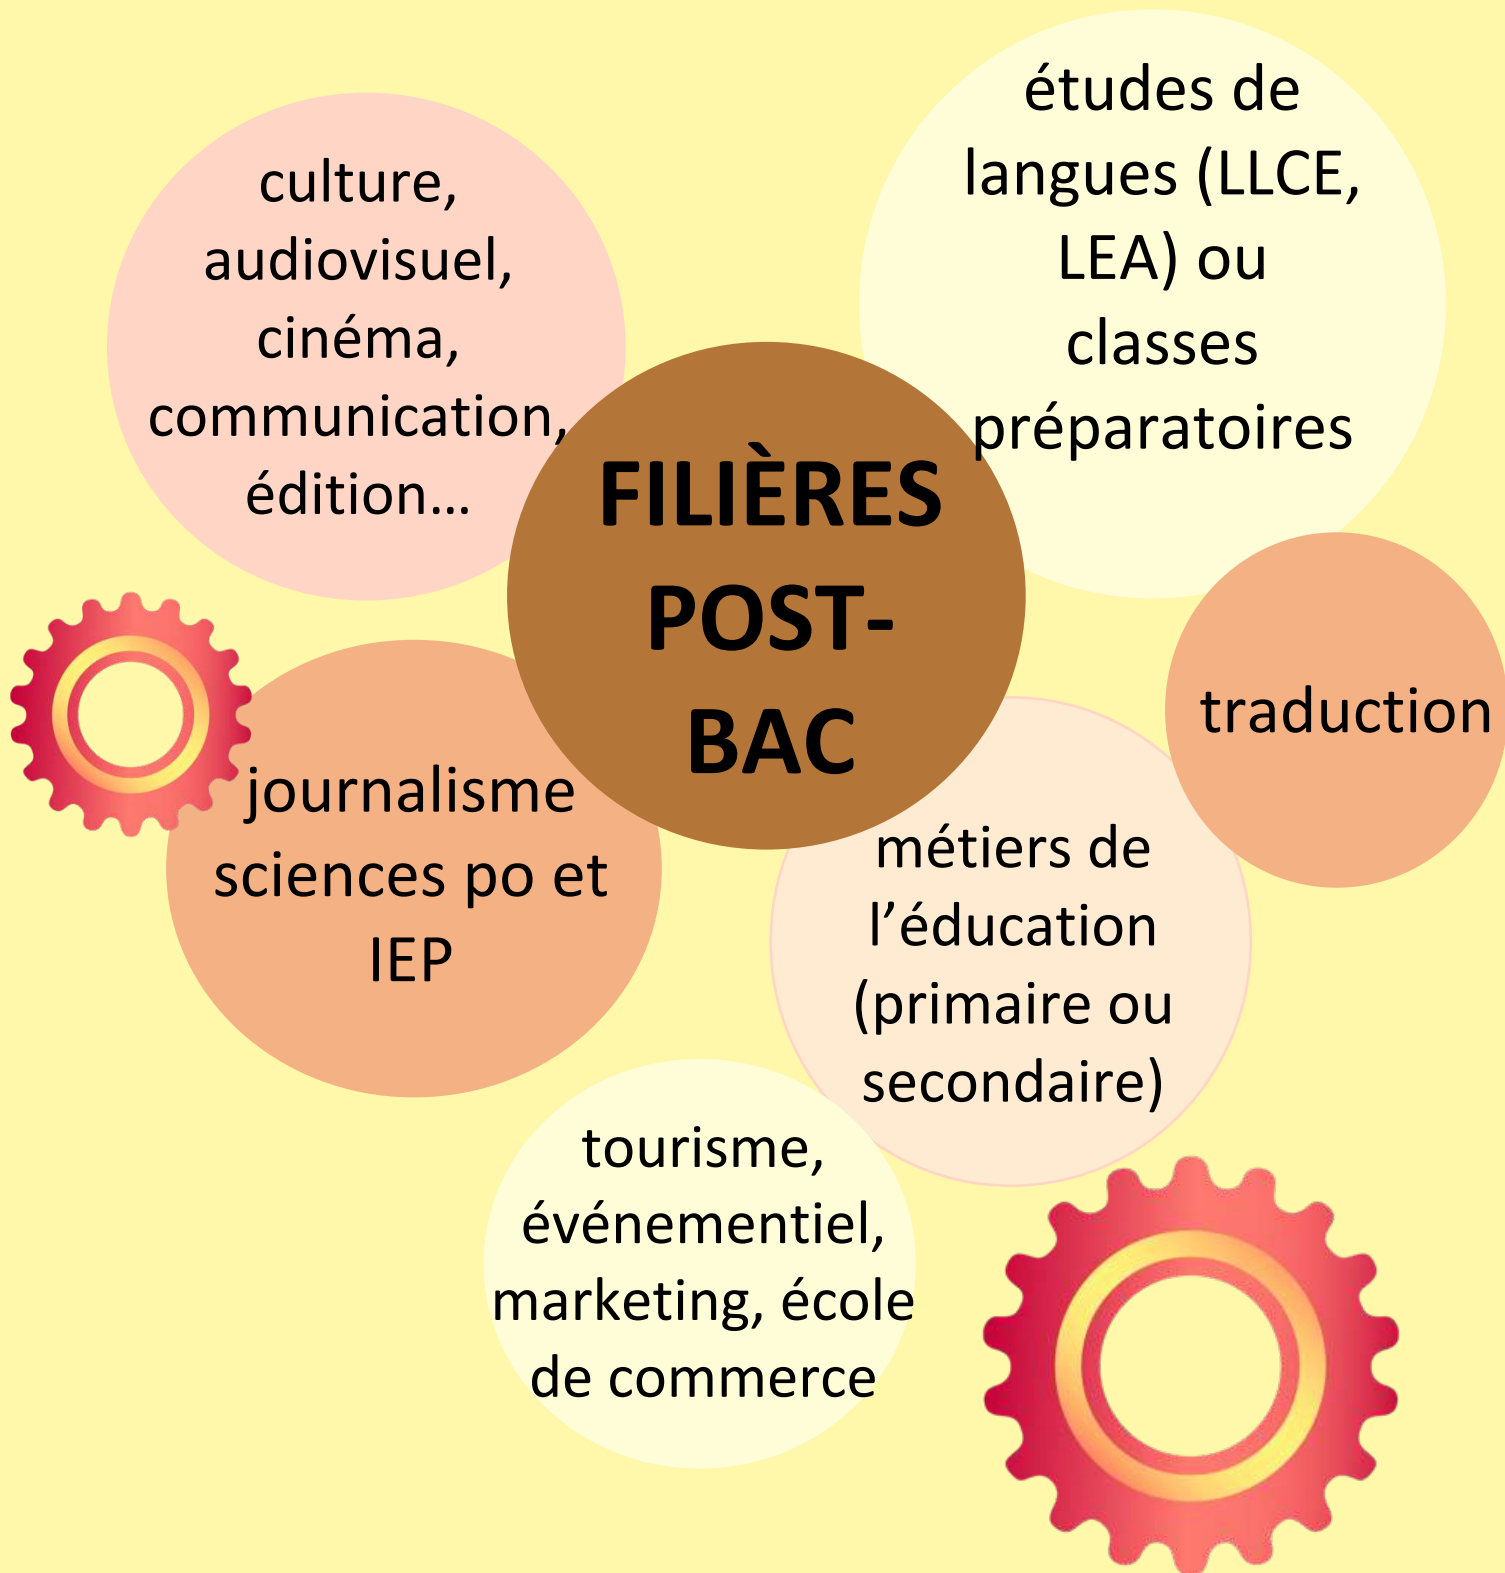 culture,
audiovisuel,
cinéma,
communication,
édition…
études de
langues (LLCE,
LEA) ou
classes
préparatoires
FILIÈRES
POST-
BAC
traduction
journalisme
sciences po et
IEP
métiers de
l’éducation
(primaire ou
secondaire)
tourisme,
événementiel,
marketing, école
de commerce